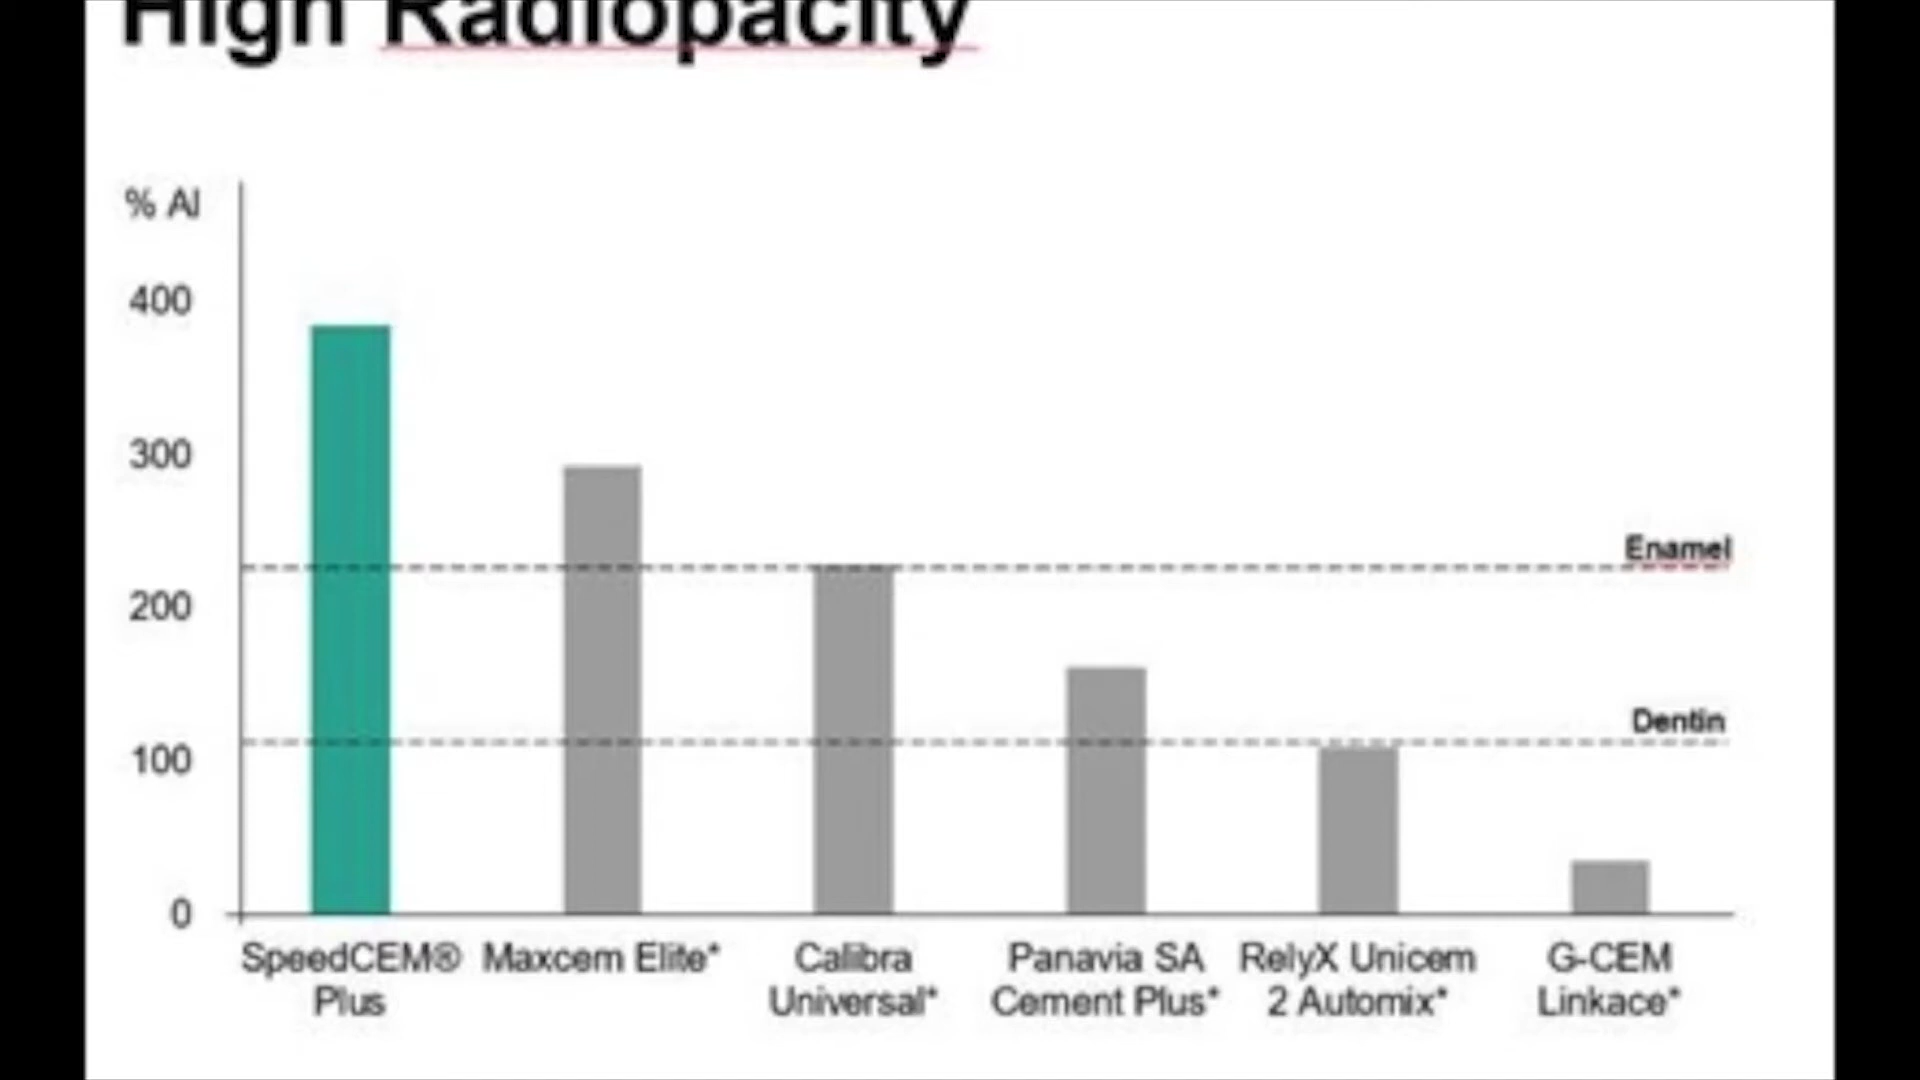 High Radiopacity
% Al
400
300
200
100
0
Enamel
Dentin
SpeedCEM® Plus
Maxcem Elite*
Calibra Universal*
Panavia SA Cement Plus*
RelyX Unicem 2 Automix*
G-CEM Linkace*